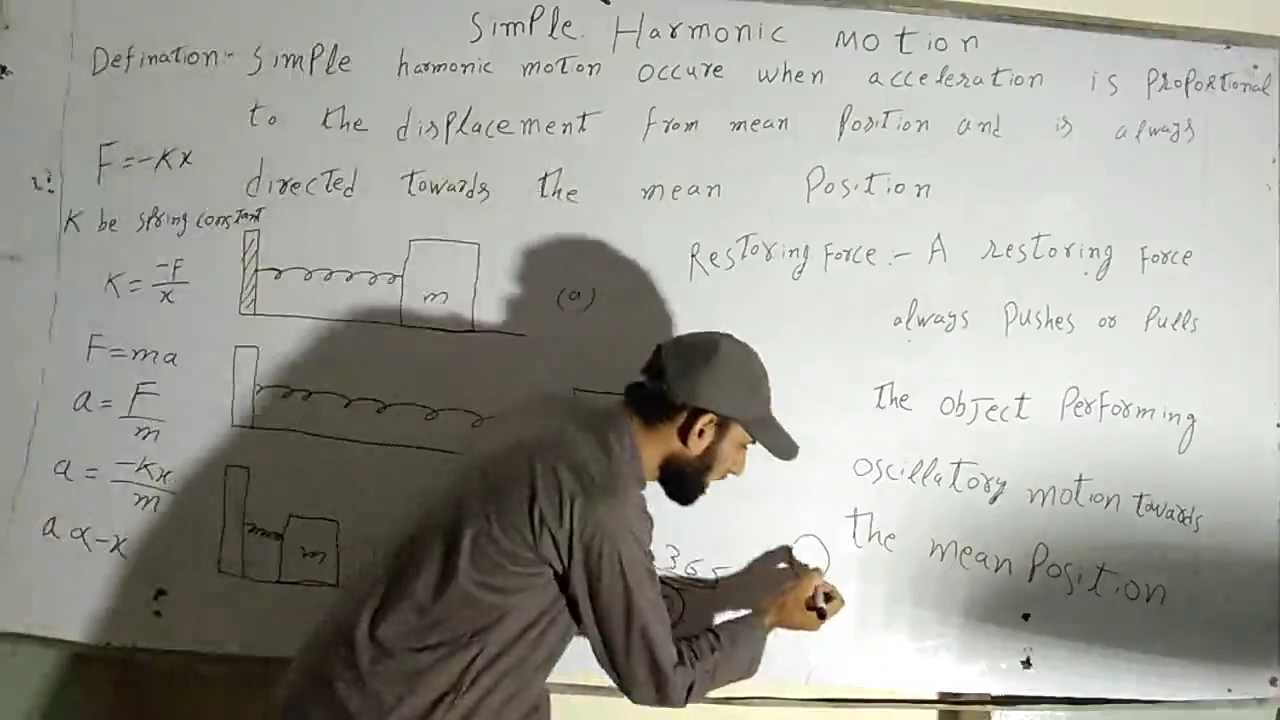 Simple. Harmonic motion
Defination:- Simple harmonic motion occure when acceleration is proportional
to the displacement from mean position and is always
directed towards the mean position
F=-Kx
K be spring constant
K = -F/x
F=ma
a = F/m
a = -Kx/m
a ∝ -x
m
(a)
m
365
Restoring Force :- A restoring force
always pushes or pulls
the object performing
oscillatory motion towards
the mean position